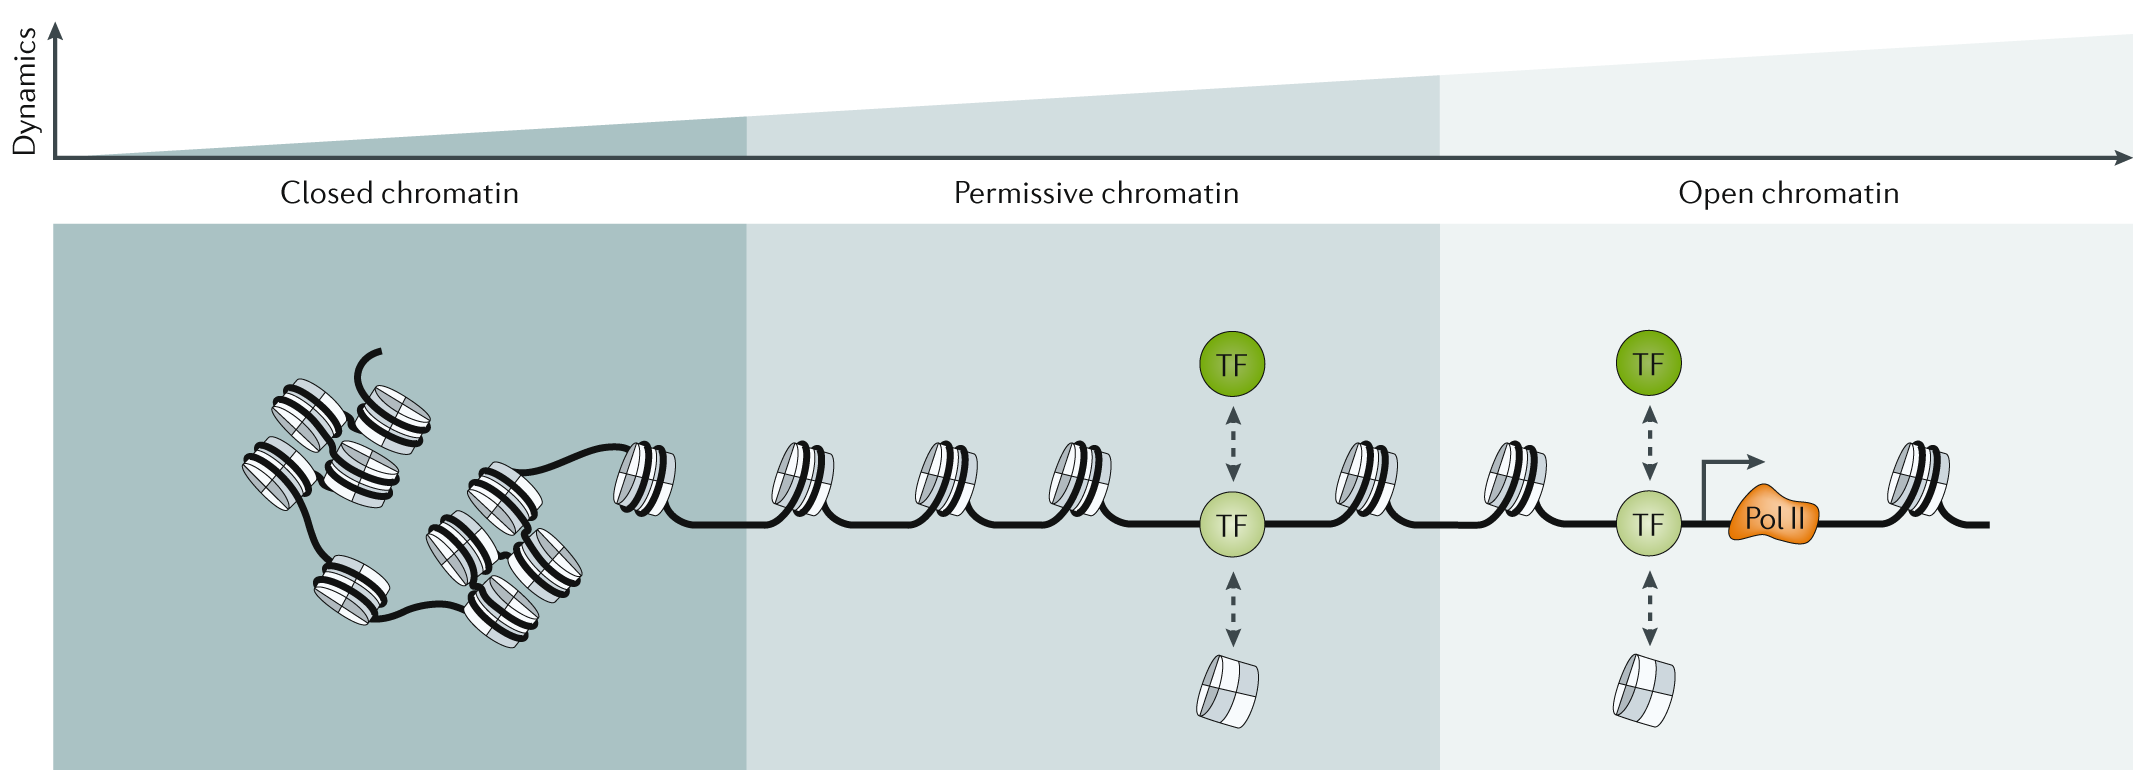 Dynamics
Closed chromatin
Permissive chromatin
Open chromatin
TF
TF
TF
TF
Pol II